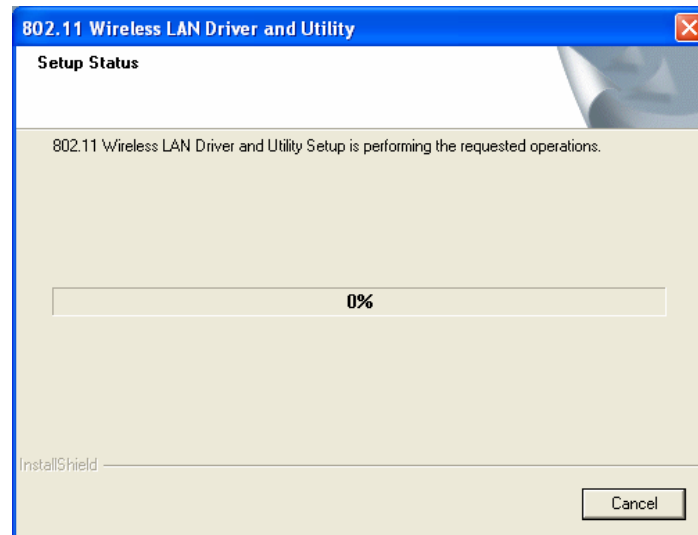 802.11 Wireless LAN Driver and Utility
Setup Status
802.11 Wireless LAN Driver and Utility Setup is performing the requested operations.
0%
InstallShield
Cancel